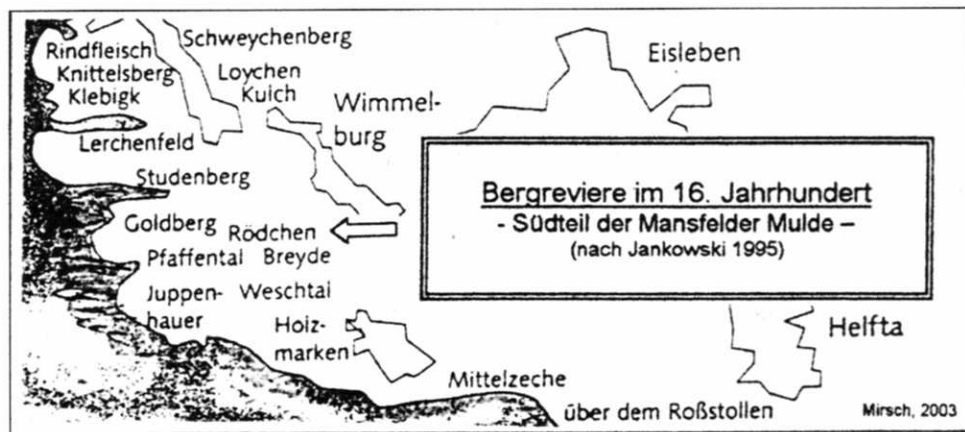 Rindfleisch
Knittelsberg
Klebigk
Lerchenfeld
Schweychenberg
Loychen
Kulch
Wimmel-
burg
Eisleben
Studenberg
Goldberg
Rödchen
Pfaffental
Breyde
Juppen-
hauer
Weschtal
Holz-
marken
Bergreviere im 16. Jahrhundert
- Südteil der Mansfelder Mulde –
(nach Jankowski 1995)
Helfta
Mittelzeche
über dem Roßstollen
Mirsch, 2003